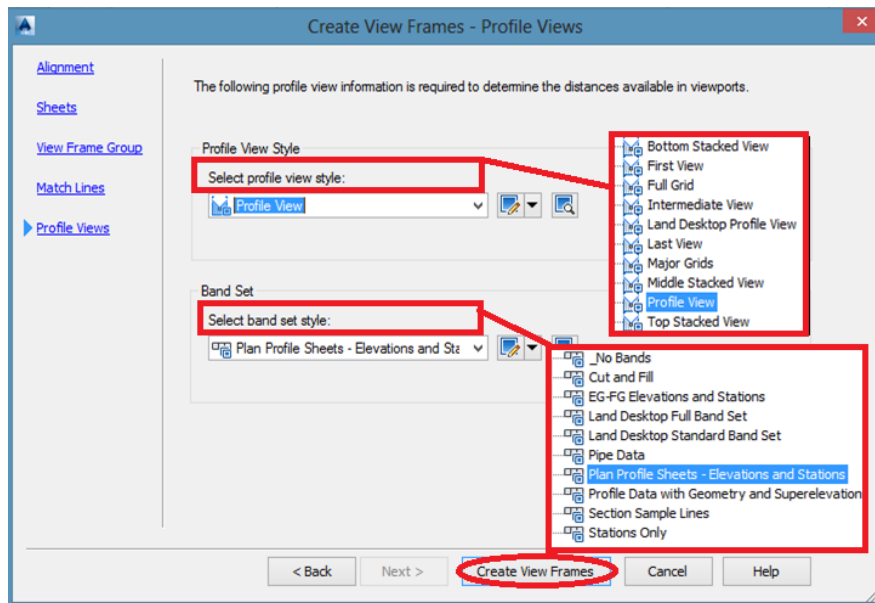 Create View Frames - Profile Views
Alignment
Sheets
View Frame Group
Match Lines
Profile Views
The following profile view information is required to determine the distances available in viewports.
Profile View Style
Select profile view style:
Profile View
Bottom Stacked View
First View
Full Grid
Intermediate View
Land Desktop Profile View
Last View
Major Grids
Middle Stacked View
Profile View
Top Stacked View
Band Set
Select band set style:
Plan Profile Sheets - Elevations and Sta
_No Bands
Cut and Fill
EG-FG Elevations and Stations
Land Desktop Full Band Set
Land Desktop Standard Band Set
Pipe Data
Plan Profile Sheets - Elevations and Stations
Profile Data with Geometry and Superelevation
Section Sample Lines
Stations Only
< Back
Next >
Create View Frames
Cancel
Help